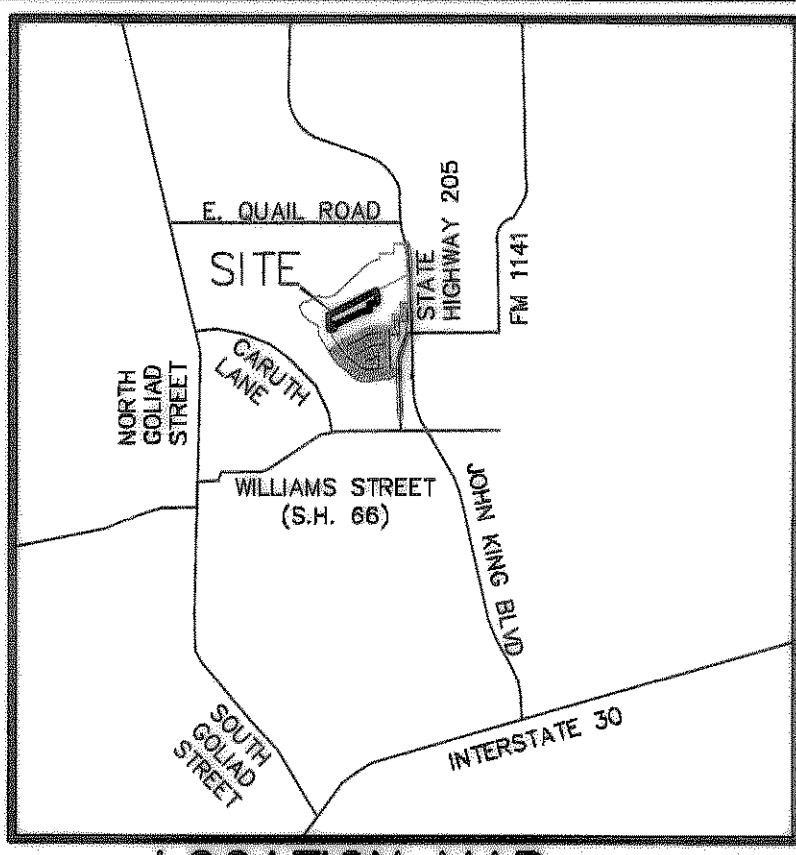 E. QUAIL ROAD
SITE
STATE
HIGHWAY 205
FM 1141
CARUTH
LANE
NORTH
GOLIAD
STREET
WILLIAMS STREET
(S.H. 66)
JOHN KING BLVD
SOUTH
GOLIAD
STREET
INTERSTATE 30